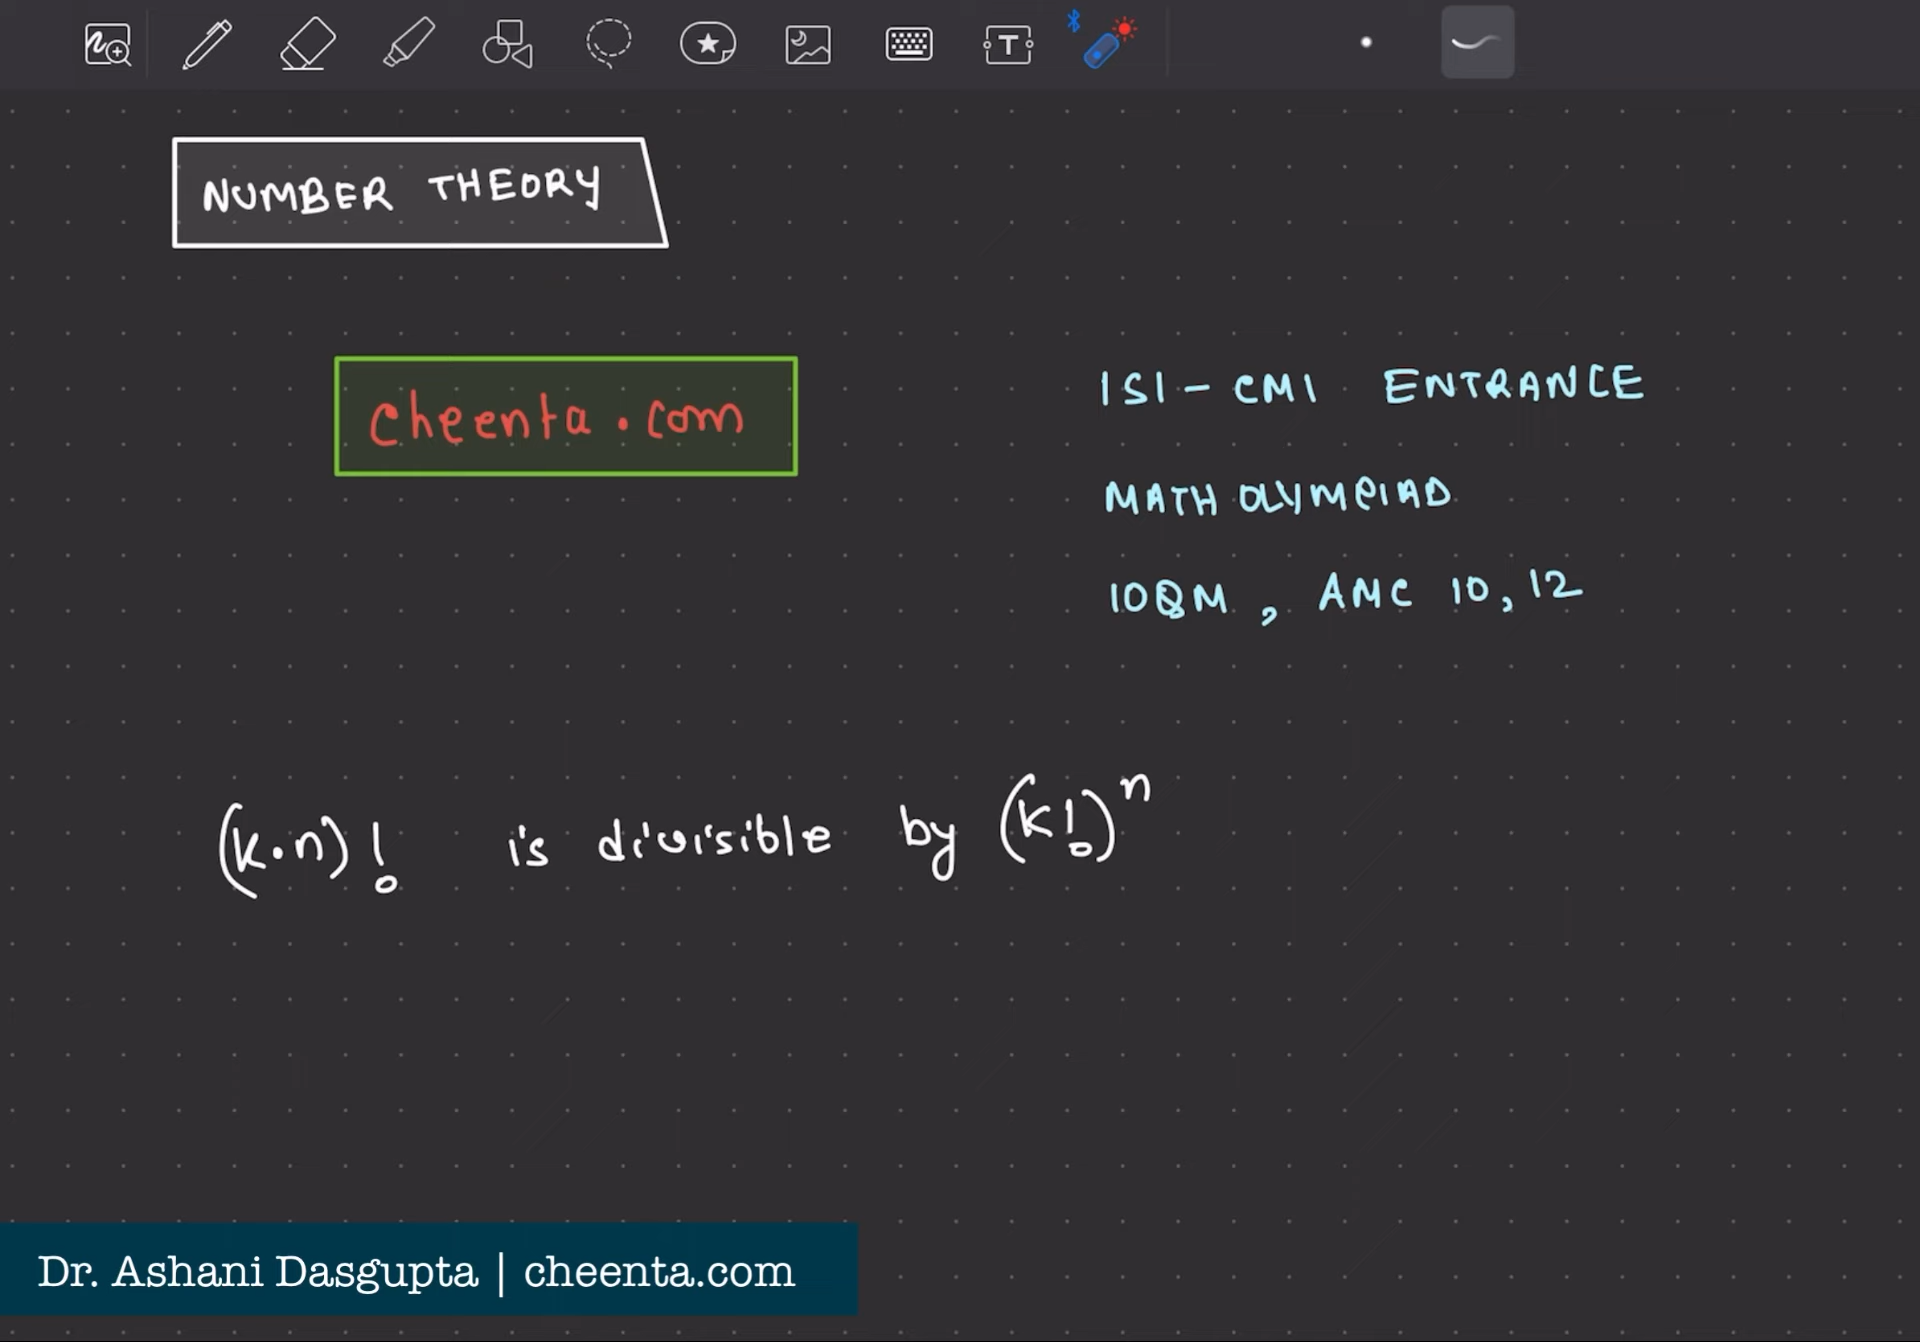 NUMBER THEORY
cheenta.com
ISI - CMI ENTRANCE
MATH OLYMPIAD
IOQM, AMC 10, 12
(k·n)! is divisible by (k!)^n
Dr. Ashani Dasgupta | cheenta.com